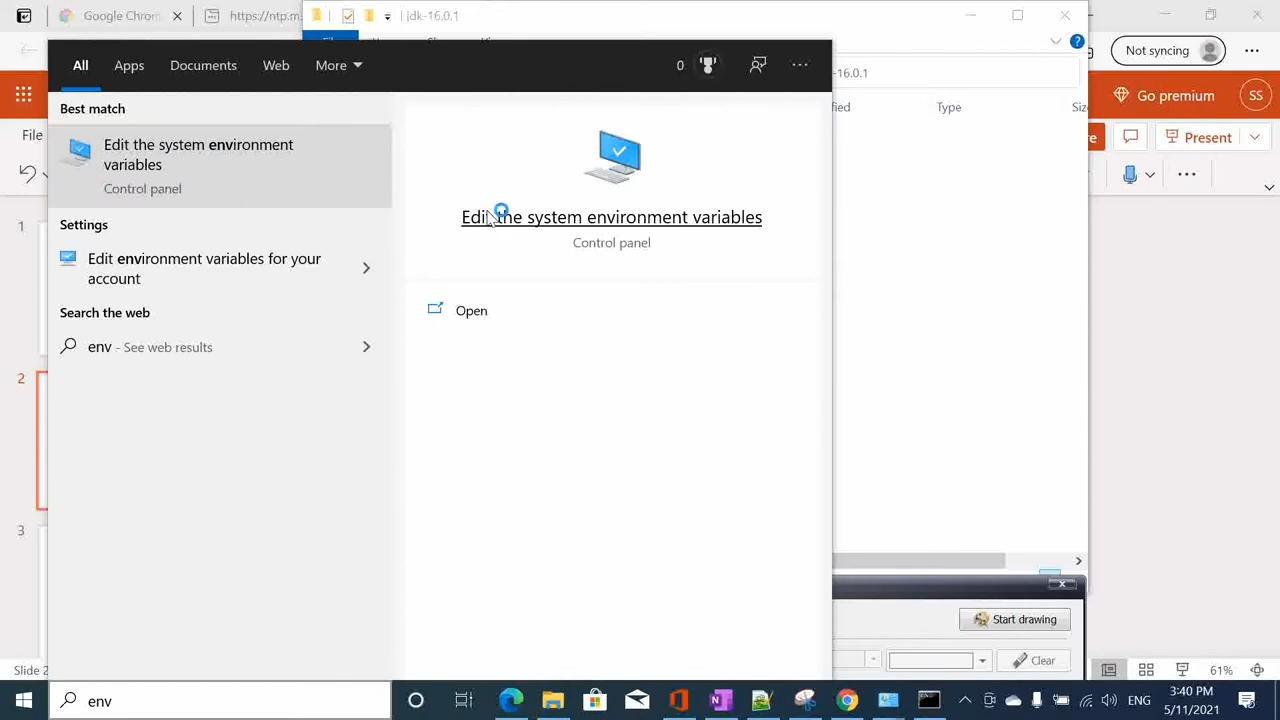 Google Chrom
https://ntp.m
jdk-16.0.1
Not syncing
All
Apps
Documents
Web
More
0
-16.0.1
Go premium
SS
Best match
ified
Type
Siz
File
Present
Edit the system environment
variables
Control panel
Edit the system environment variables
Control panel
Settings
1
Edit environment variables for your
account
Open
Search the web
env - See web results
2
3
Start drawing
Clear
Slide 2
61%
env
ENG
3:40 PM
5/11/2021